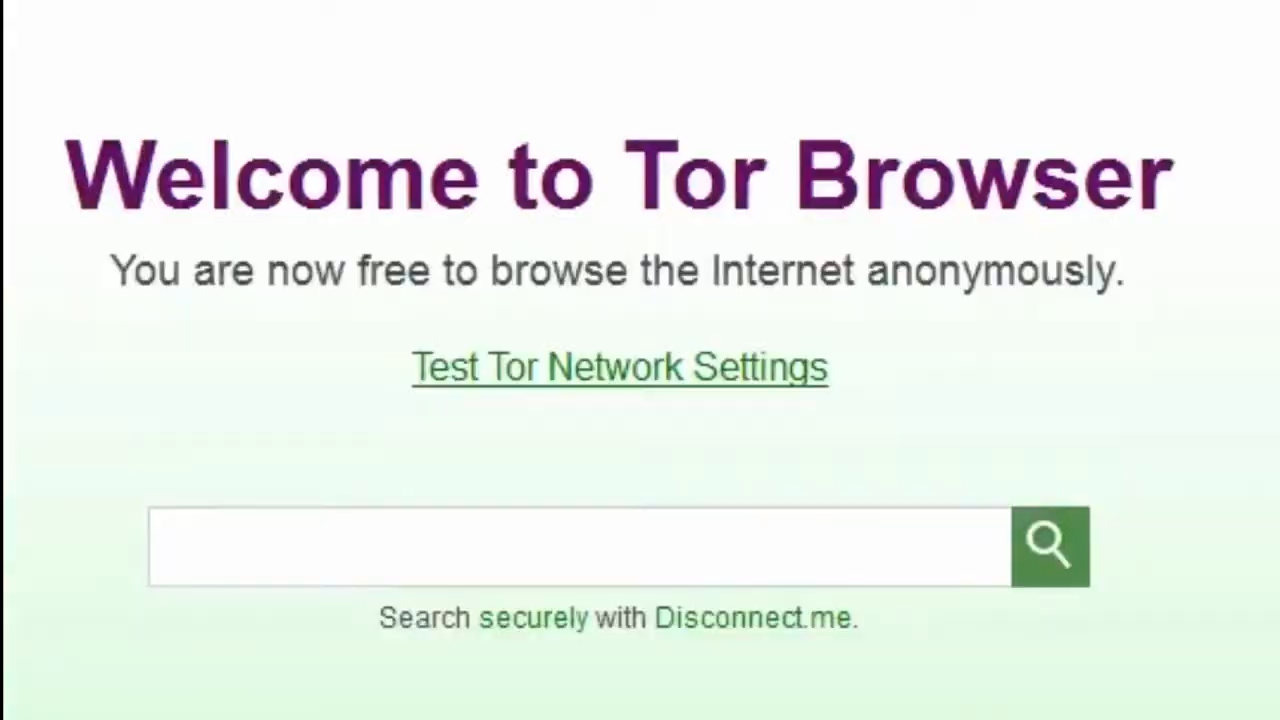 Welcome to Tor Browser
You are now free to browse the Internet anonymously.
Test Tor Network Settings
Search securely with Disconnect.me.